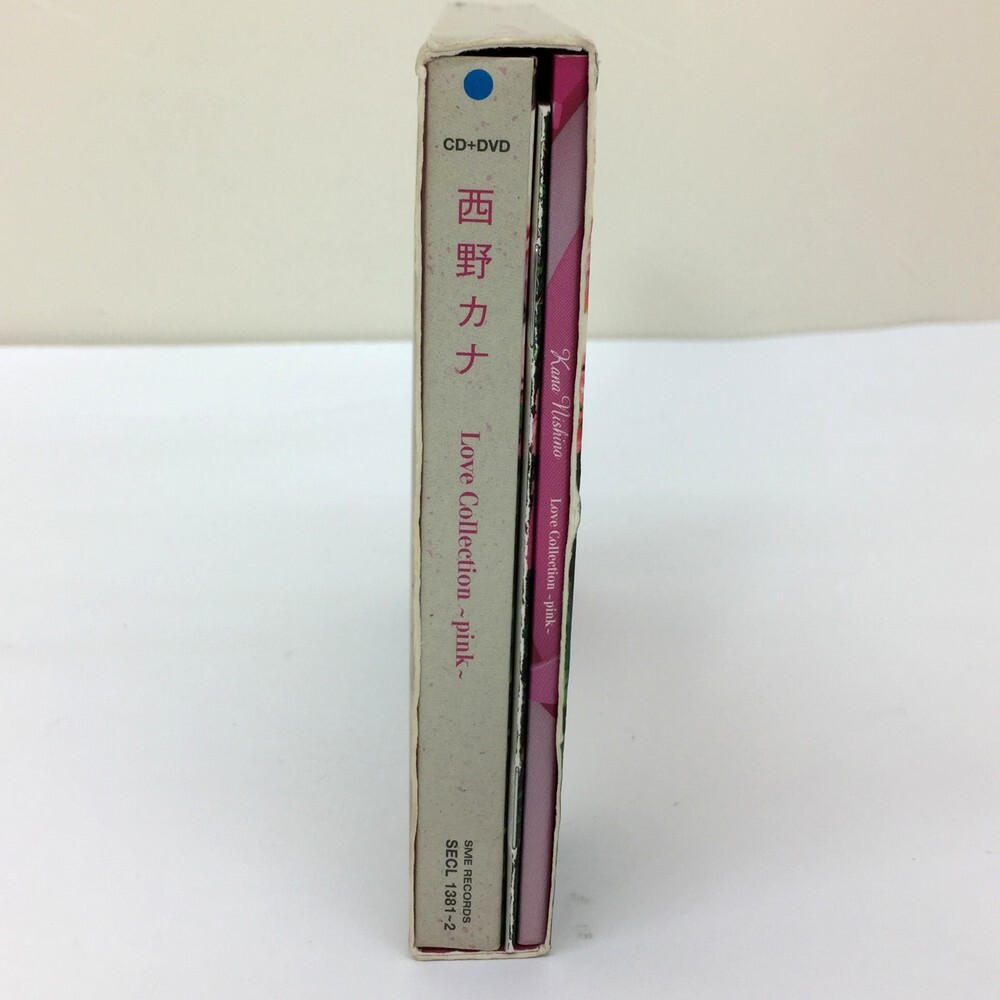 CD+DVD
西野カナ
Love Collection ~pink~
SME RECORDS
SECL 1381~2
Kana Nishino
Love Collection ~pink~